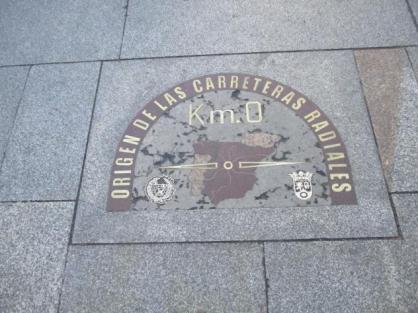 ORIGEN DE LAS CARRETERAS RADIALES
Km.0